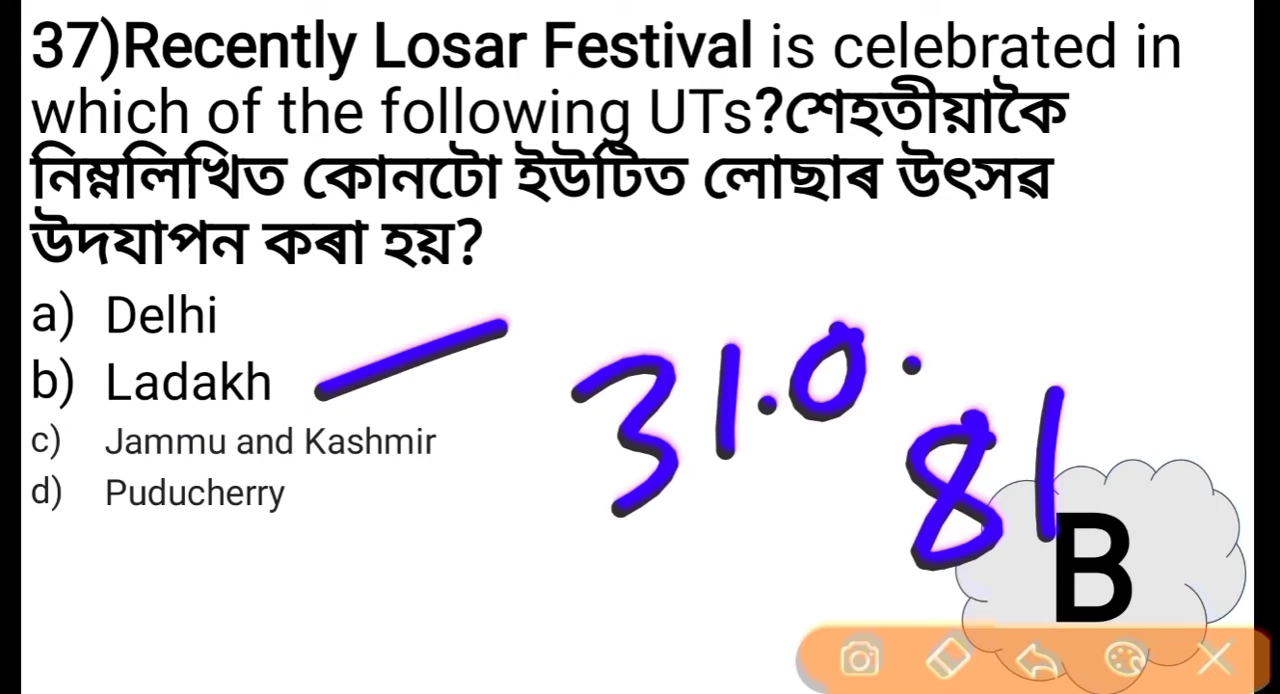 37)Recently Losar Festival is celebrated in
which of the following UTs?শেহতীয়াকৈ
নিম্নলিখিত কোনটো ইউটিত লোছাৰ উৎসৱ
উদযাপন কৰা হয়?
a) Delhi
b) Ladakh
c) Jammu and Kashmir
d) Puducherry
31.0.
81
B